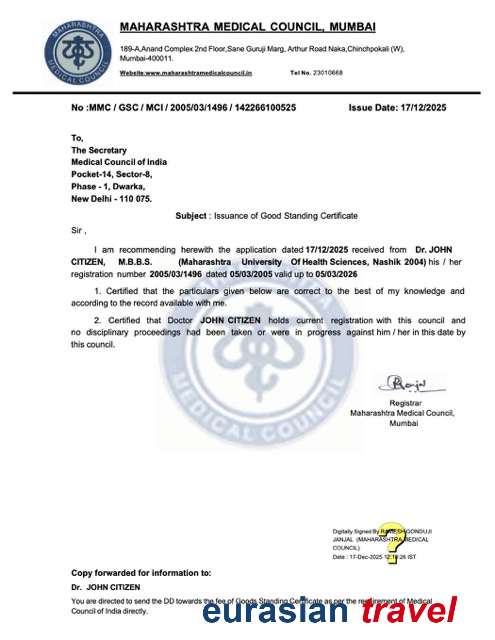 MAHARASHTRA MEDICAL COUNCIL, MUMBAI
189-A,Anand Complex 2nd Floor,Sane Guruji Marg, Arthur Road Naka,Chinchpokali (W),
Mumbai-400011.
Website:www.maharashtramedicalcouncil.in Tel No. 23010668
MAHARASHTRA
MEDICAL COUNCIL
No :MMC / GSC / MCI / 2005/03/1496 / 142266100525 Issue Date: 17/12/2025
To,
The Secretary
Medical Council of India
Pocket-14, Sector-8,
Phase - 1, Dwarka,
New Delhi - 110 075.
Subject : Issuance of Good Standing Certificate
Sir ,
I am recommending herewith the application dated 17/12/2025 received from Dr. JOHN
CITIZEN, M.B.B.S. (Maharashtra University Of Health Sciences, Nashik 2004) his / her
registration number 2005/03/1496 dated 05/03/2005 valid up to 05/03/2026
1. Certified that the particulars given below are correct to the best of my knowledge and
according to the record available with me.
2. Certified that Doctor JOHN CITIZEN holds current registration with this council and
no disciplinary proceedings had been taken or were in progress against him / her in this date by
this council.
MAHARASHTRA
MEDICAL COUNCIL
Registrar
Maharashtra Medical Council,
Mumbai
Digitally Signed By GONDUJI
JANJAL (MAHARASHTRA MEDICAL
COUNCIL)
Date : 17-Dec-2025 IST
?
Copy forwarded for information to:
Dr. JOHN CITIZEN
You are directed to send the DD towards the fee of Goods Standing Certificate as per the requirement of Medical
Council of India directly.
eurasian travel